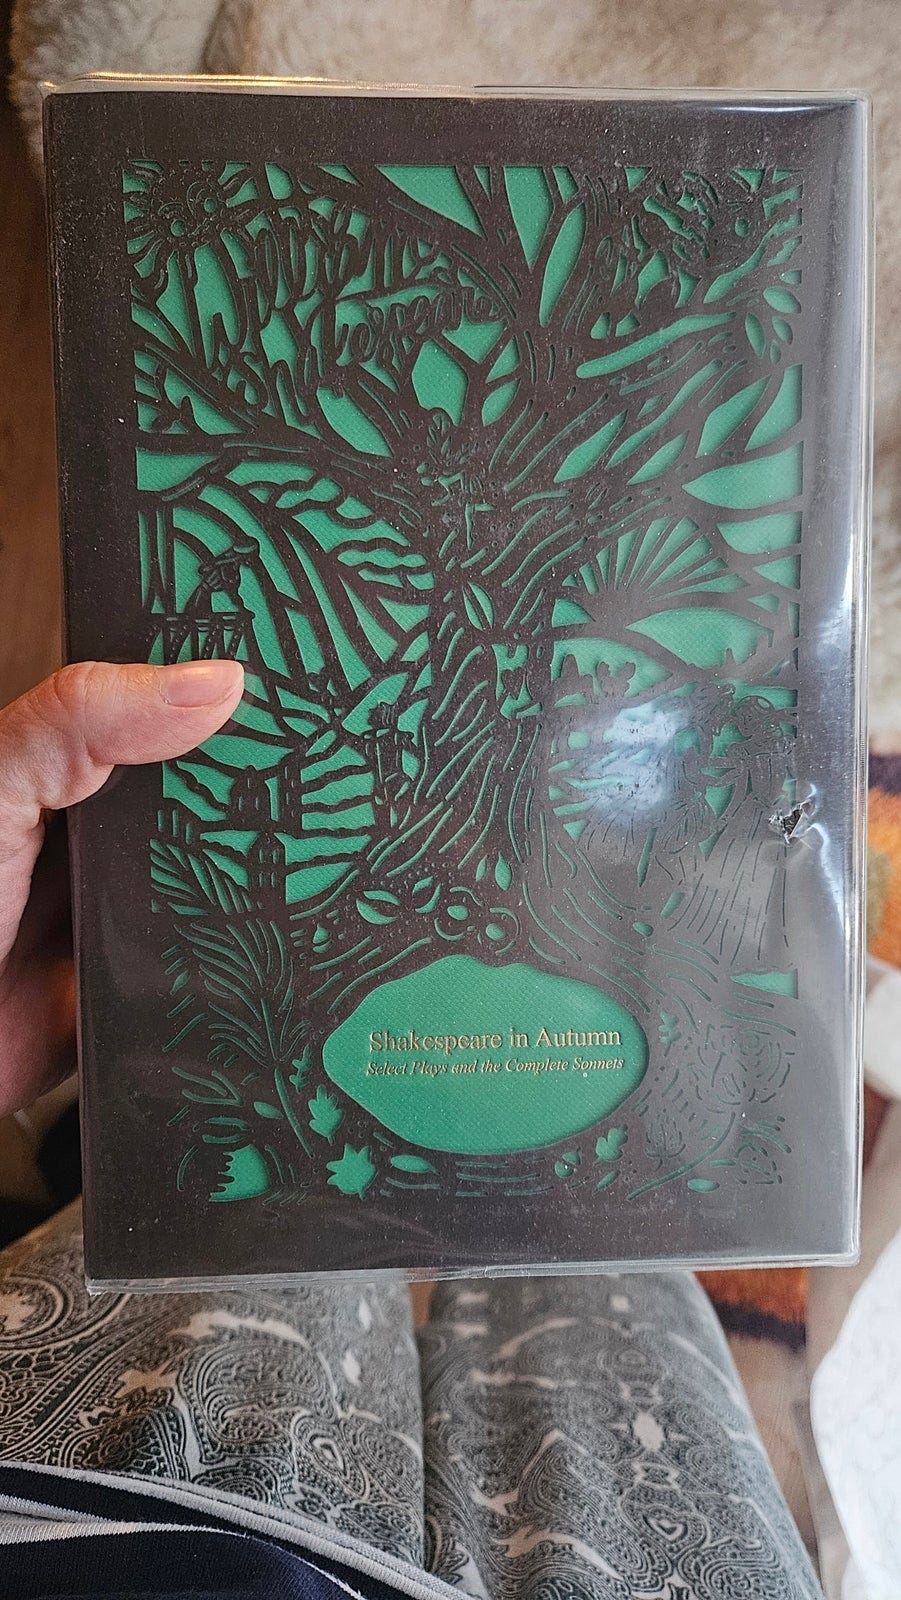 William
Shakespeare
Shakespeare in Autumn
Select Plays and the Complete Sonnets